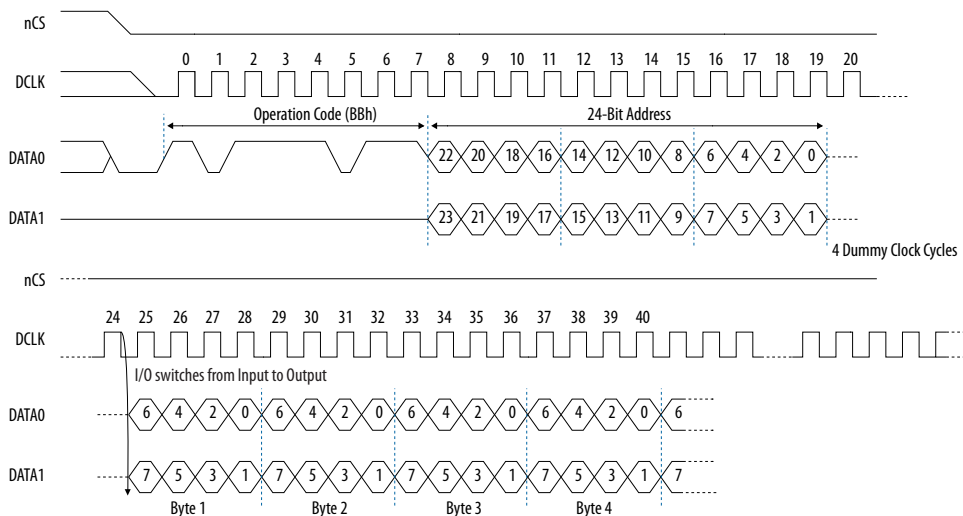 nCS
0 1 2 3 4 5 6 7 8 9 10 11 12 13 14 15 16 17 18 19 20
DCLK
Operation Code (BBh) 24-Bit Address
DATA0 22 20 18 16 14 12 10 8 6 4 2 0
DATA1 23 21 19 17 15 13 11 9 7 5 3 1
4 Dummy Clock Cycles
nCS
24 25 26 27 28 29 30 31 32 33 34 35 36 37 38 39 40
DCLK
I/O switches from Input to Output
DATA0 6 4 2 0 6 4 2 0 6 4 2 0 6 4 2 0 6
DATA1 7 5 3 1 7 5 3 1 7 5 3 1 7 5 3 1 7
Byte 1 Byte 2 Byte 3 Byte 4